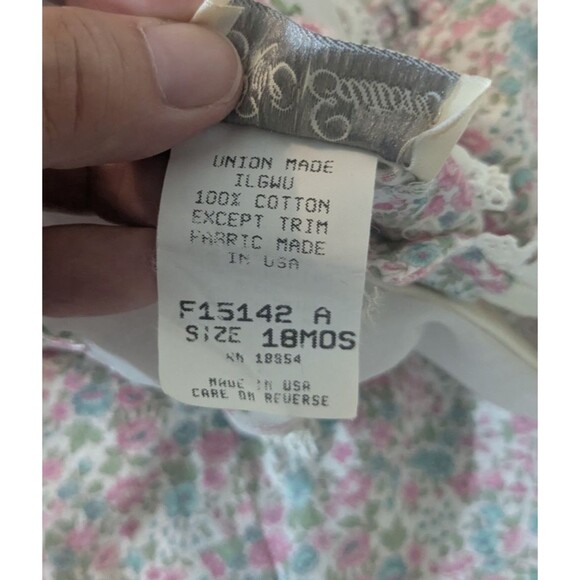 UNION MADE
ILGWU
100% COTTON
EXCEPT TRIM
FABRIC MADE
IN USA
F15142 A
SIZE 18MOS
RN 18854
MADE IN USA
CARE ON REVERSE